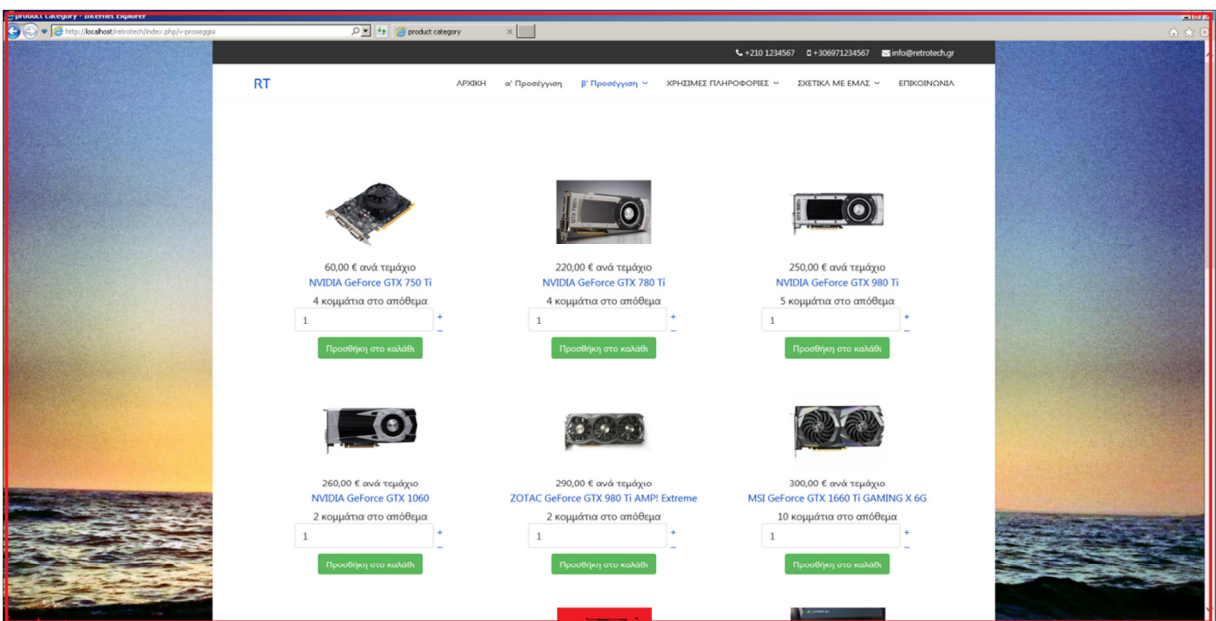 product category - Internet Explorer
http://localhost/retrotech/index.php/v-proseggisi
product category
+210 1234567 +306971234567 info@retrotech.gr
RT ΑΡΧΙΚΗ α' Προσέγγιση β' Προσέγγιση ΧΡΗΣΙΜΕΣ ΠΛΗΡΟΦΟΡΙΕΣ ΣΧΕΤΙΚΑ ΜΕ ΕΜΑΣ ΕΠΙΚΟΙΝΩΝΙΑ
60,00 € ανά τεμάχιο 220,00 € ανά τεμάχιο 250,00 € ανά τεμάχιο
NVIDIA GeForce GTX 750 Ti NVIDIA GeForce GTX 780 Ti NVIDIA GeForce GTX 980 Ti
4 κομμάτια στο απόθεμα 4 κομμάτια στο απόθεμα 5 κομμάτια στο απόθεμα
1 + 1 + 1 +
− − −
Προσθήκη στο καλάθι Προσθήκη στο καλάθι Προσθήκη στο καλάθι
260,00 € ανά τεμάχιο 290,00 € ανά τεμάχιο 300,00 € ανά τεμάχιο
NVIDIA GeForce GTX 1060 ZOTAC GeForce GTX 980 Ti AMP! Extreme MSI GeForce GTX 1660 Ti GAMING X 6G
2 κομμάτια στο απόθεμα 2 κομμάτια στο απόθεμα 10 κομμάτια στο απόθεμα
1 + 1 + 1 +
− − −
Προσθήκη στο καλάθι Προσθήκη στο καλάθι Προσθήκη στο καλάθι